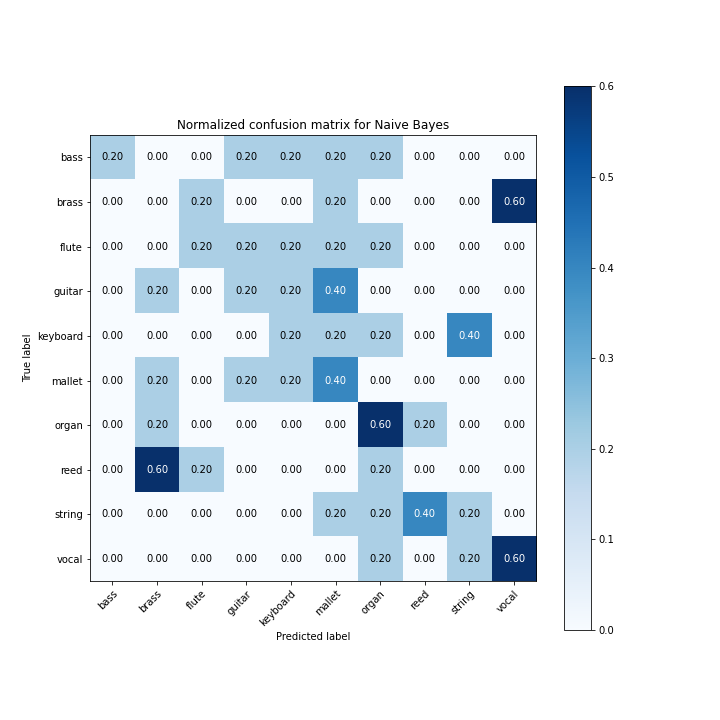 Normalized confusion matrix for Naive Bayes
True label
bass 0.20 0.00 0.00 0.20 0.20 0.20 0.20 0.00 0.00 0.00
brass 0.00 0.00 0.20 0.00 0.00 0.20 0.00 0.00 0.00 0.60
flute 0.00 0.00 0.20 0.20 0.20 0.20 0.20 0.00 0.00 0.00
guitar 0.00 0.20 0.00 0.20 0.20 0.40 0.00 0.00 0.00 0.00
keyboard 0.00 0.00 0.00 0.00 0.20 0.20 0.20 0.00 0.40 0.00
mallet 0.00 0.20 0.00 0.20 0.20 0.40 0.00 0.00 0.00 0.00
organ 0.00 0.20 0.00 0.00 0.00 0.00 0.60 0.20 0.00 0.00
reed 0.00 0.60 0.20 0.00 0.00 0.00 0.20 0.00 0.00 0.00
string 0.00 0.00 0.00 0.00 0.00 0.20 0.20 0.40 0.20 0.00
vocal 0.00 0.00 0.00 0.00 0.00 0.00 0.20 0.00 0.20 0.60
bass brass flute guitar keyboard mallet organ reed string vocal
Predicted label
0.6
0.5
0.4
0.3
0.2
0.1
0.0